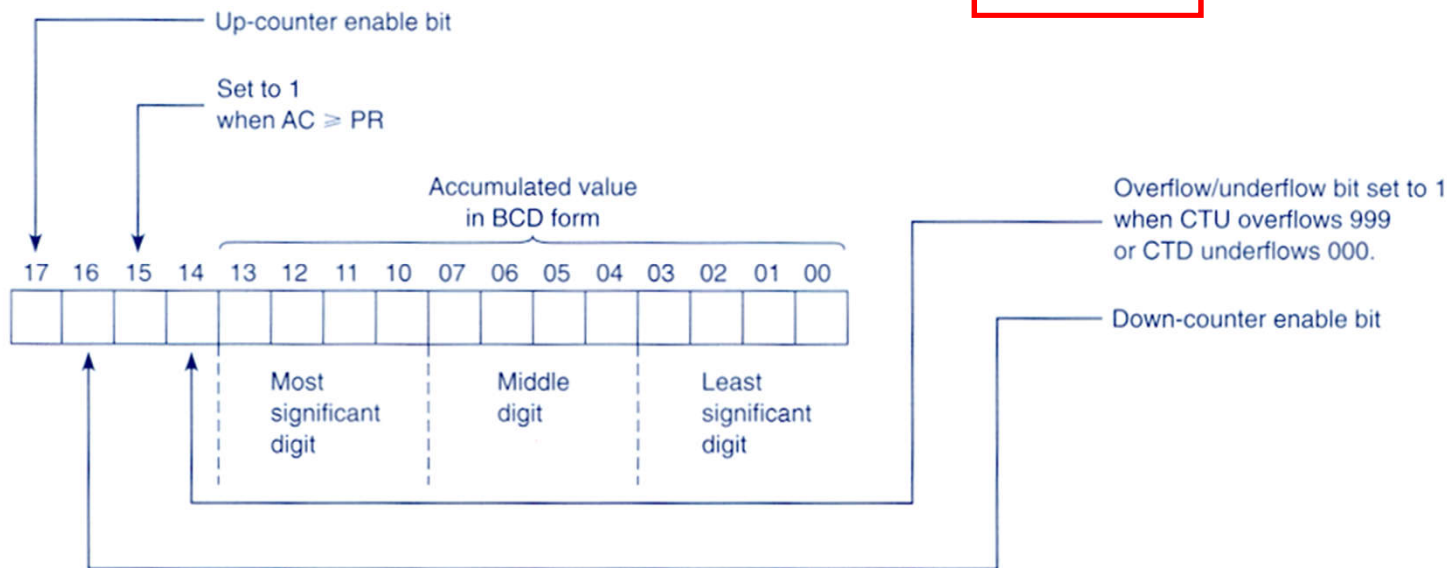 Up-counter enable bit
Set to 1
when AC ⩾ PR
Accumulated value
in BCD form
Overflow/underflow bit set to 1
when CTU overflows 999
or CTD underflows 000.
17 16 15 14 13 12 11 10 07 06 05 04 03 02 01 00
Down-counter enable bit
Most
significant
digit
Middle
digit
Least
significant
digit